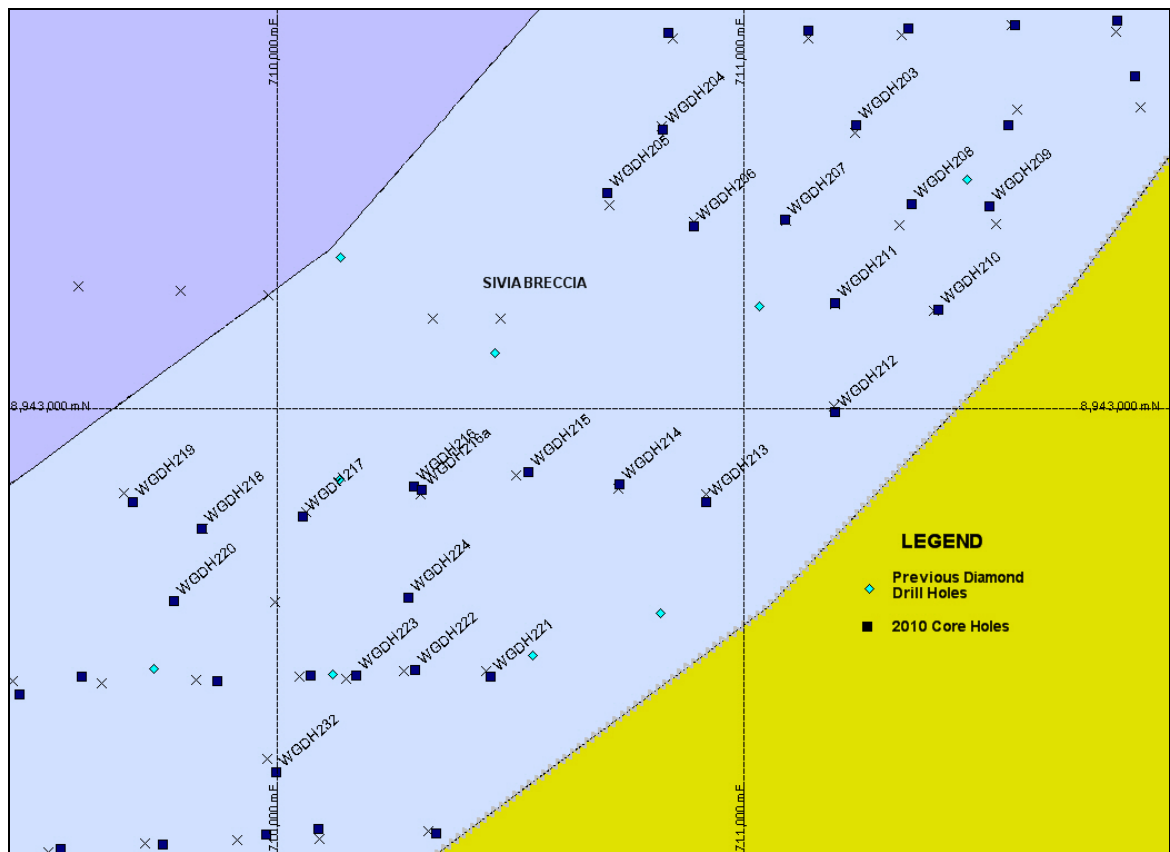 710,000 mE
711,000 mE
WGDH204
WGDH203
WGDH205
WGDH206
WGDH207
WGDH208
WGDH209
SIVIA BRECCIA
WGDH211
WGDH210
WGDH212
8,943,000 mN
8,943,000 mN
WGDH219
WGDH218
WGDH217
WGDH216
WGDH216a
WGDH215
WGDH214
WGDH213
LEGEND
Previous Diamond
Drill Holes
2010 Core Holes
WGDH220
WGDH224
WGDH223
WGDH222
WGDH221
WGDH232
710,000 mE
711,000 mE